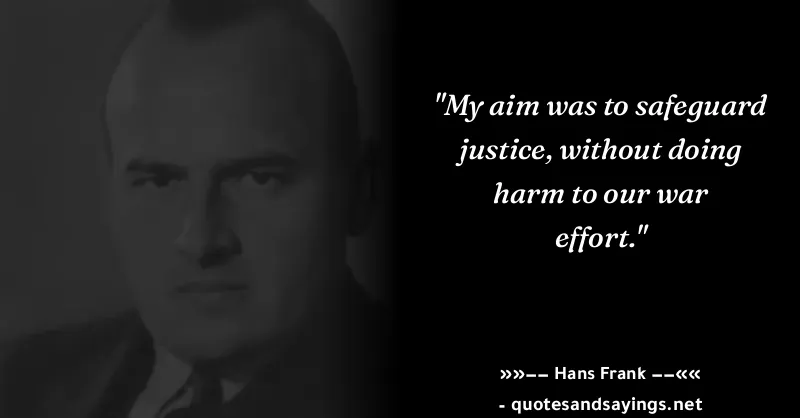 "My aim was to safeguard
justice, without doing
harm to our war
effort."
»»–– Hans Frank ––««
- quotesandsayings.net